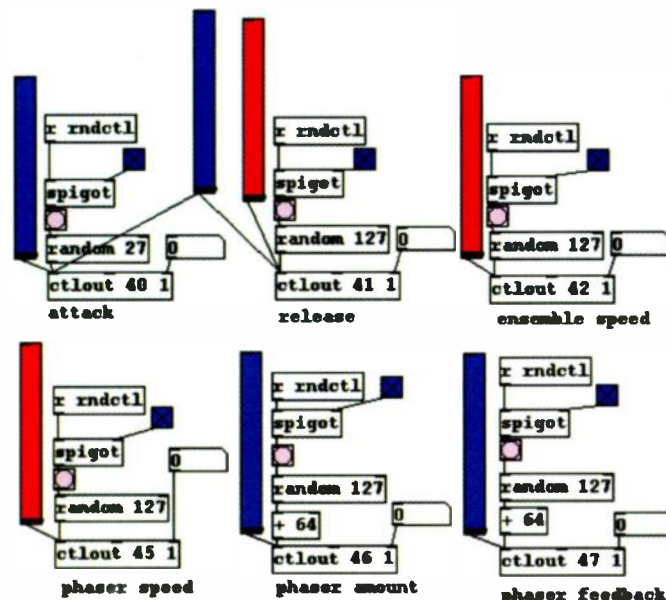 r rndctl
spigot
random 27
0
ctlout 40 1
attack
r rndctl
spigot
random 127
0
ctlout 41 1
release
r rndctl
spigot
random 127
0
ctlout 42 1
ensemble speed
r rndctl
spigot
0
random 127
ctlout 45 1
phaser speed
r rndctl
spigot
random 127
0
+ 64
ctlout 46 1
phaser amount
r rndctl
spigot
random 127
+ 64
0
ctlout 47 1
phaser feedback